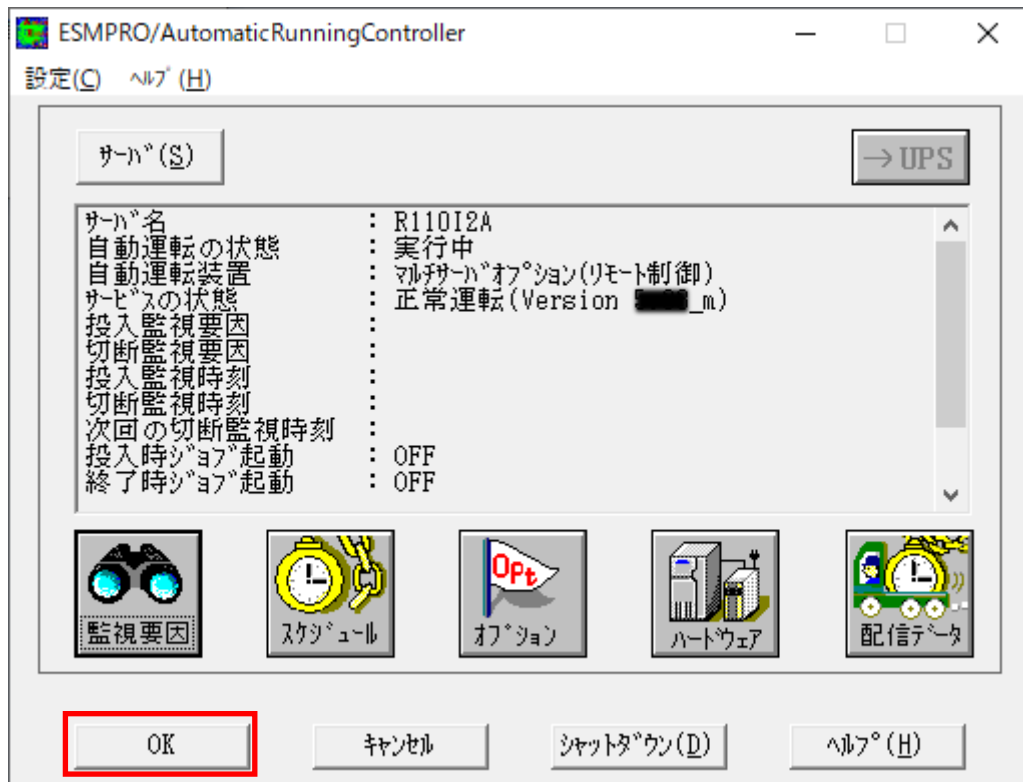 ESMPRO/AutomaticRunningController
設定(C) ﾍﾙﾌﾟ(H)
ｻｰﾊﾞ(S)
→UPS
ｻｰﾊﾞ名 : R110I2A
自動運転の状態 : 実行中
自動運転装置 : ﾏﾙﾁｻｰﾊﾞｵﾌﾟｼｮﾝ(ﾘﾓｰﾄ制御)
ｻｰﾋﾞｽの状態 : 正常運転(Version _m)
投入監視要因 :
切断監視要因 :
投入監視時刻 :
切断監視時刻 :
次回の切断監視時刻 :
投入時ｼﾞｮﾌﾞ起動 : OFF
終了時ｼﾞｮﾌﾞ起動 : OFF
監視要因
ｽｹｼﾞｭｰﾙ
OPt
ｵﾌﾟｼｮﾝ
ﾊｰﾄﾞｳｪｱ
配信ﾃﾞｰﾀ
OK
ｷｬﾝｾﾙ
ｼｬｯﾄﾀﾞｳﾝ(D)
ﾍﾙﾌﾟ(H)